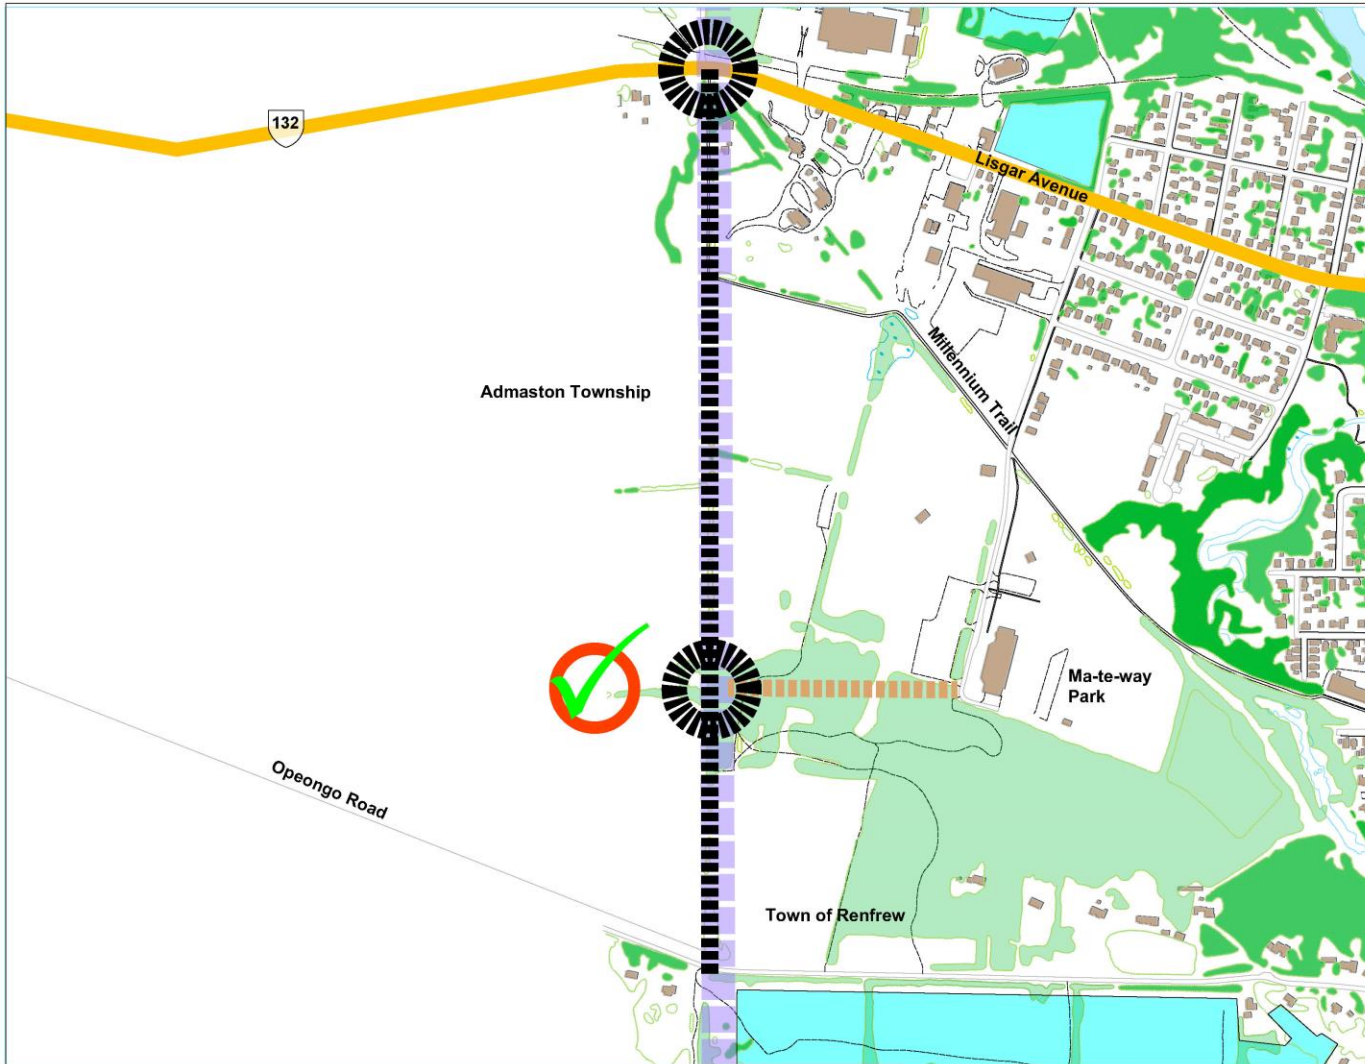 132
Lisgar Avenue
Millennium Trail
Admaston Township
Ma-te-way
Park
Opeongo Road
Town of Renfrew